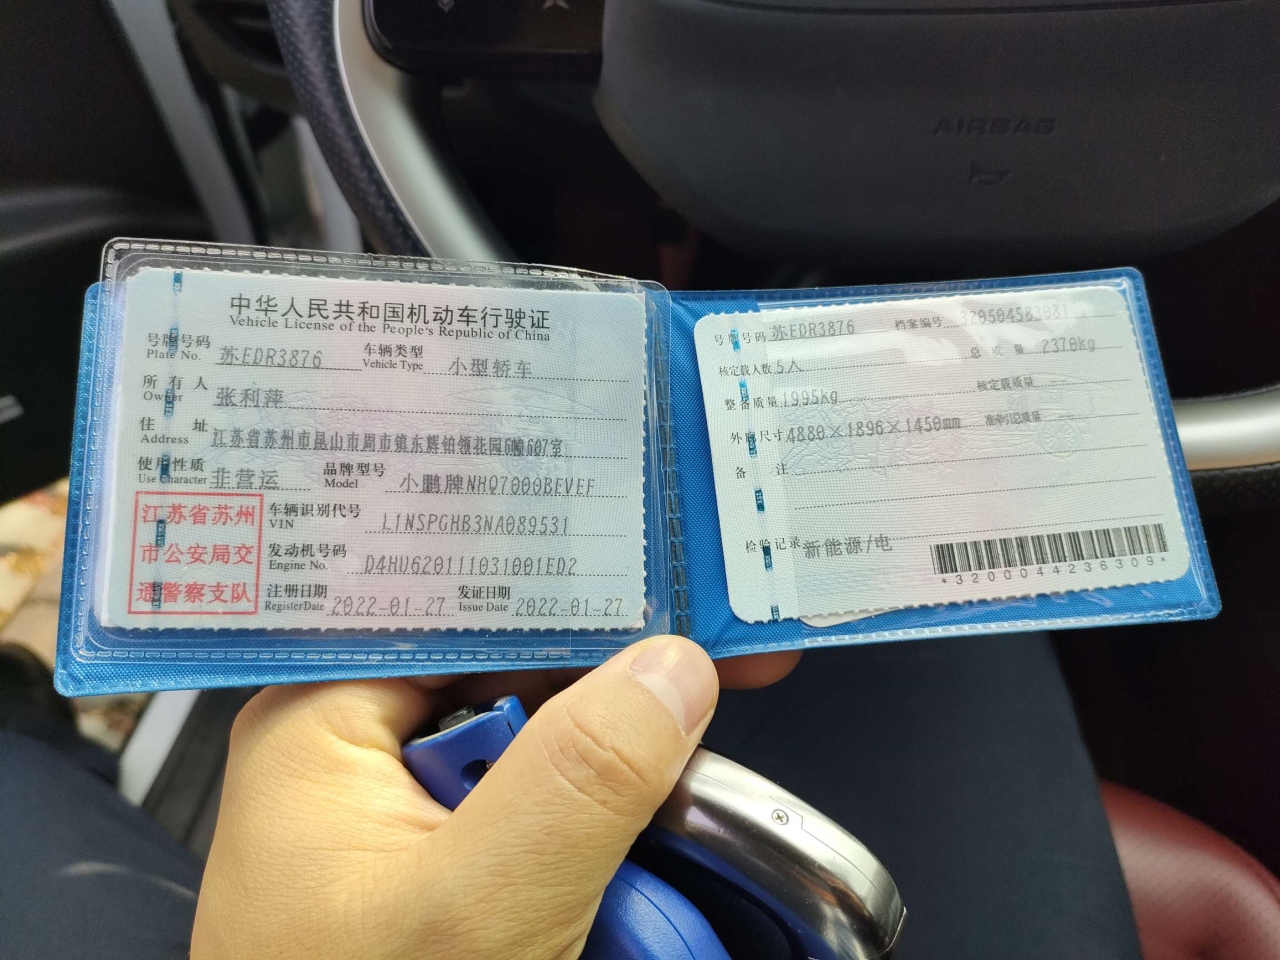 AIRBAG
中华人民共和国机动车行驶证
Vehicle License of the People's Republic of China
号牌号码 Plate No. 苏EDR3876 车辆类型 Vehicle Type 小型轿车
所有人 Owner 张利萍
住址 Address 江苏省苏州市昆山市周市镇东辉铂领花园6幢607室
使用性质 Use Character 非营运 品牌型号 Model 小鹏牌NHQ7000BEVEF
江苏省苏州
市公安局交
通警察支队
车辆识别代号 VIN L1NSPGHB3NA089531
发动机号码 Engine No. D4HU620111031001ED2
注册日期 Register Date 2022-01-27 发证日期 Issue Date 2022-01-27
号牌号码 苏EDR3876 档案编号 320504583081
核定载人数 5人 总质量 2370kg
整备质量 1995kg 核定载质量 --
外廓尺寸 4880×1896×1450mm 准牵引总质量 --
备注
检验记录 新能源/电
*3200044236309*